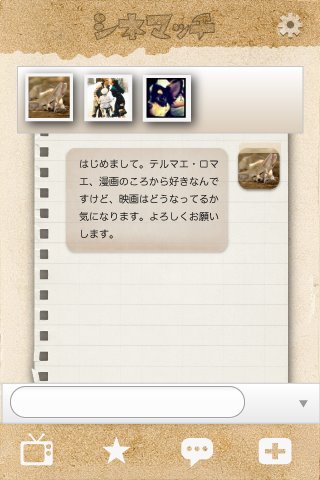 シネマッチ
はじめまして。テルマエ・ロマ
エ、漫画のころから好きなんで
すけど、映画はどうなってるか
気になります。よろしくお願い
します。